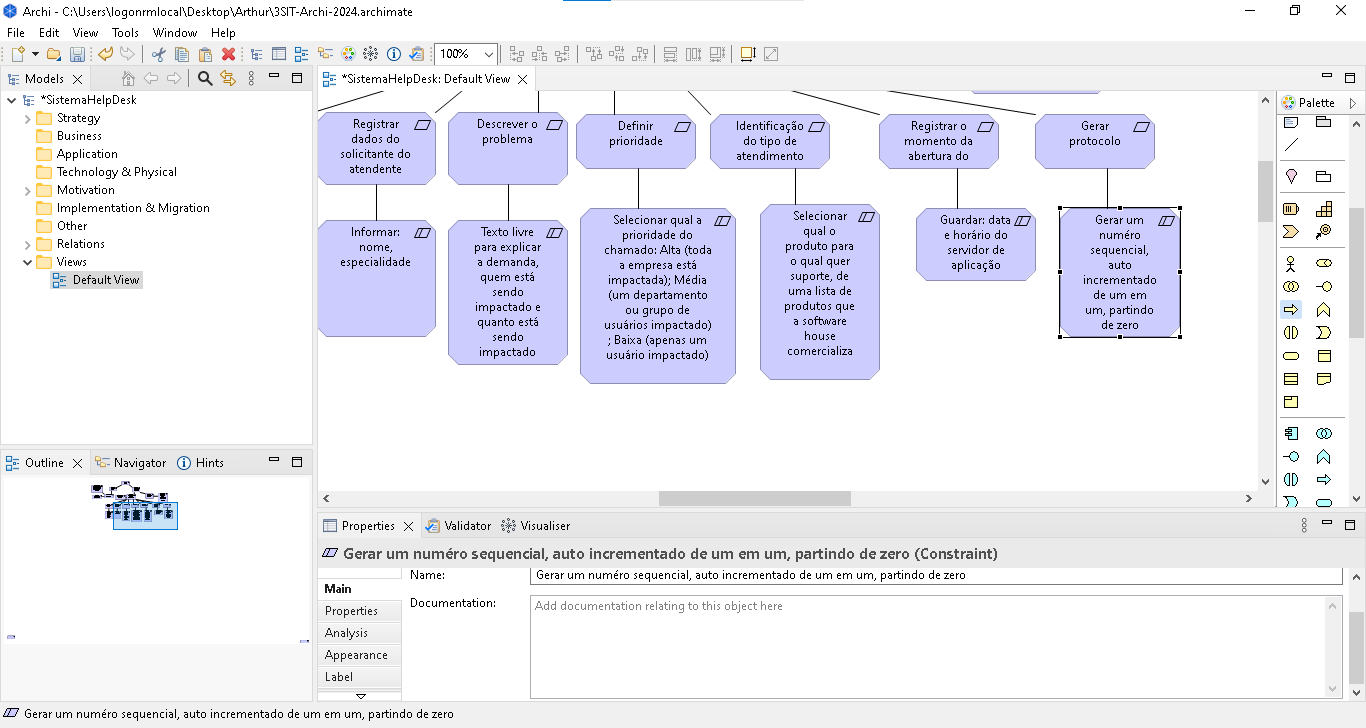 Archi - C:\Users\logonrmlocal\Desktop\Arthur\3SIT-Archi-2024.archimate
File Edit View Tools Window Help
100%
Models
*SistemaHelpDesk
Strategy
Business
Application
Technology & Physical
Motivation
Implementation & Migration
Other
Relations
Views
Default View
Outline
Navigator
Hints
*SistemaHelpDesk: Default View
Registrar
dados do
solicitante do
atendente
Descrever o
problema
Definir
prioridade
Identificação
do tipo de
atendimento
Registrar o
momento da
abertura do
Gerar
protocolo
Informar:
nome,
especialidade
Texto livre
para explicar
a demanda,
quem está
sendo
impactado e
quanto está
sendo
impactado
Selecionar qual a
prioridade do
chamado: Alta (toda
a empresa está
impactada); Média
(um departamento
ou grupo de
usuários impactado)
; Baixa (apenas um
usuário impactado)
Selecionar
qual o
produto para
o qual quer
suporte, de
uma lista de
produtos que
a software
house
comercializa
Guardar: data
e horário do
servidor de
aplicação
Gerar um
numéro
sequencial,
auto
incrementado
de um em
um, partindo
de zero
Palette
Properties
Validator
Visualiser
Gerar um numéro sequencial, auto incrementado de um em um, partindo de zero (Constraint)
Main
Properties
Analysis
Appearance
Label
Name:
Gerar um numéro sequencial, auto incrementado de um em um, partindo de zero
Documentation:
Add documentation relating to this object here
Gerar um numéro sequencial, auto incrementado de um em um, partindo de zero